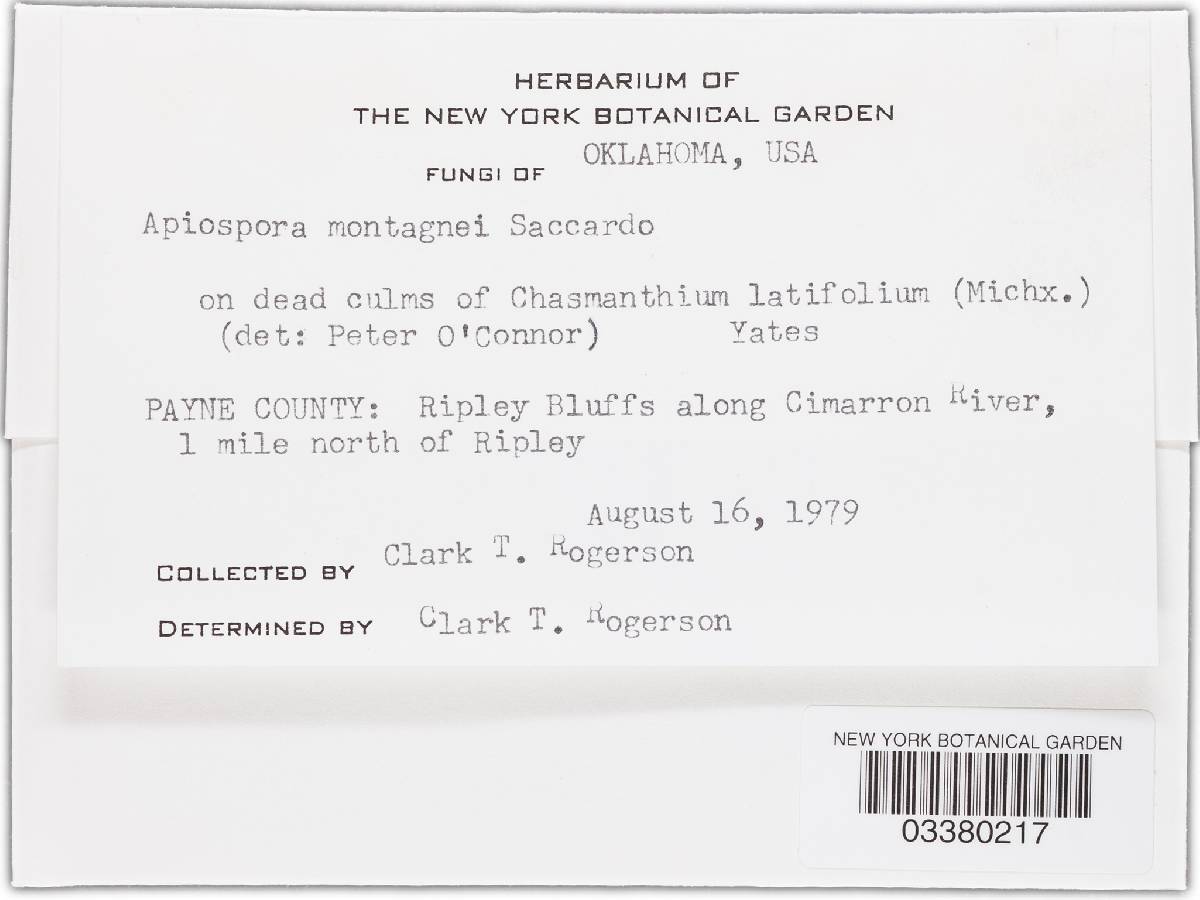 HERBARIUM OF
THE NEW YORK BOTANICAL GARDEN
FUNGI OF OKLAHOMA, USA
Apiospora montagnei Saccardo
on dead culms of Chasmanthium latifolium (Michx.)
(det: Peter O'Connor) Yates
PAYNE COUNTY: Ripley Bluffs along Cimarron River,
1 mile north of Ripley
August 16, 1979
COLLECTED BY Clark T. Rogerson
DETERMINED BY Clark T. Rogerson
NEW YORK BOTANICAL GARDEN
03380217